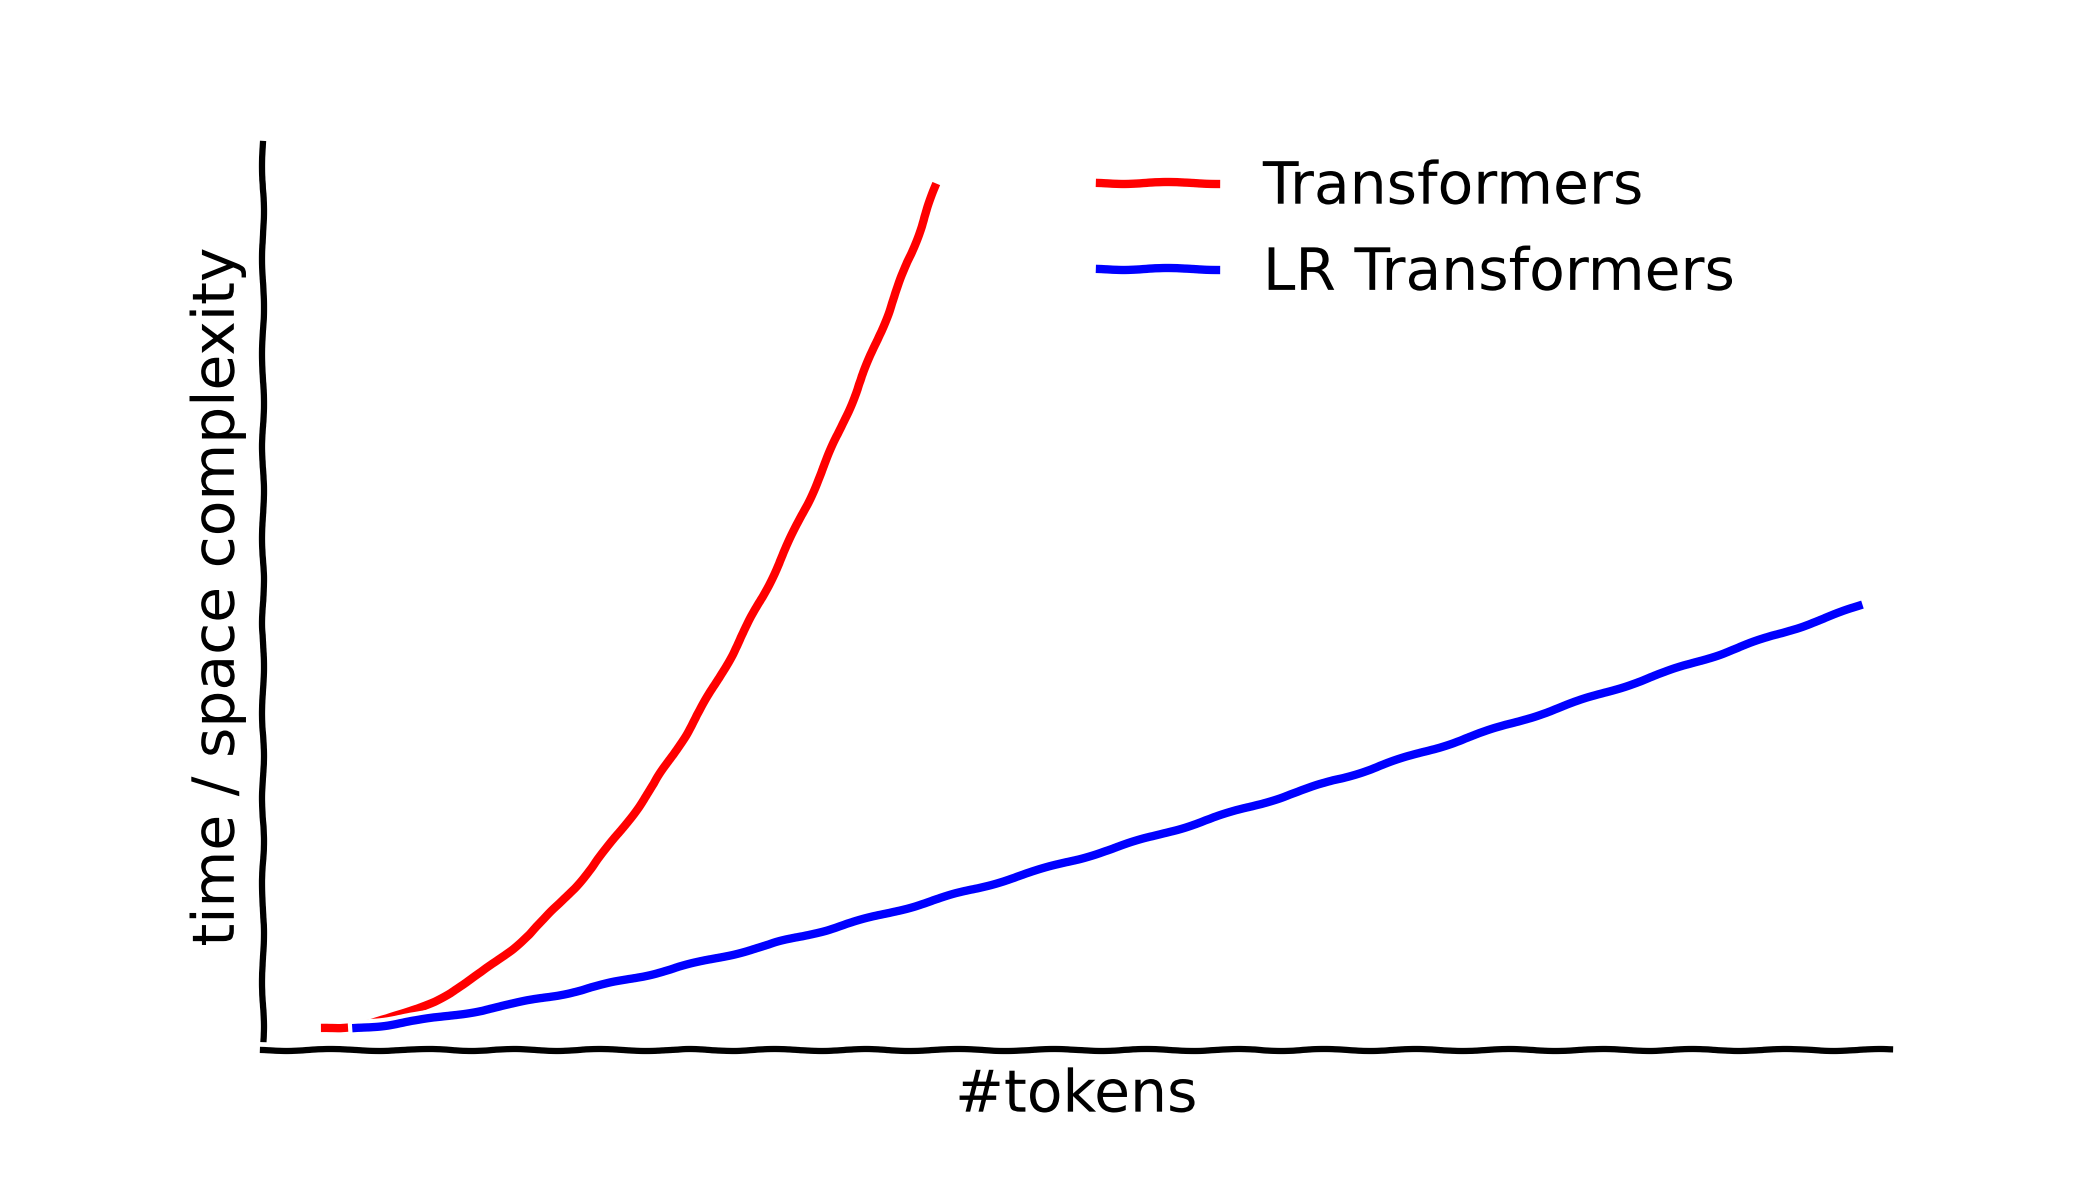 Transformers
LR Transformers
time / space complexity
#tokens